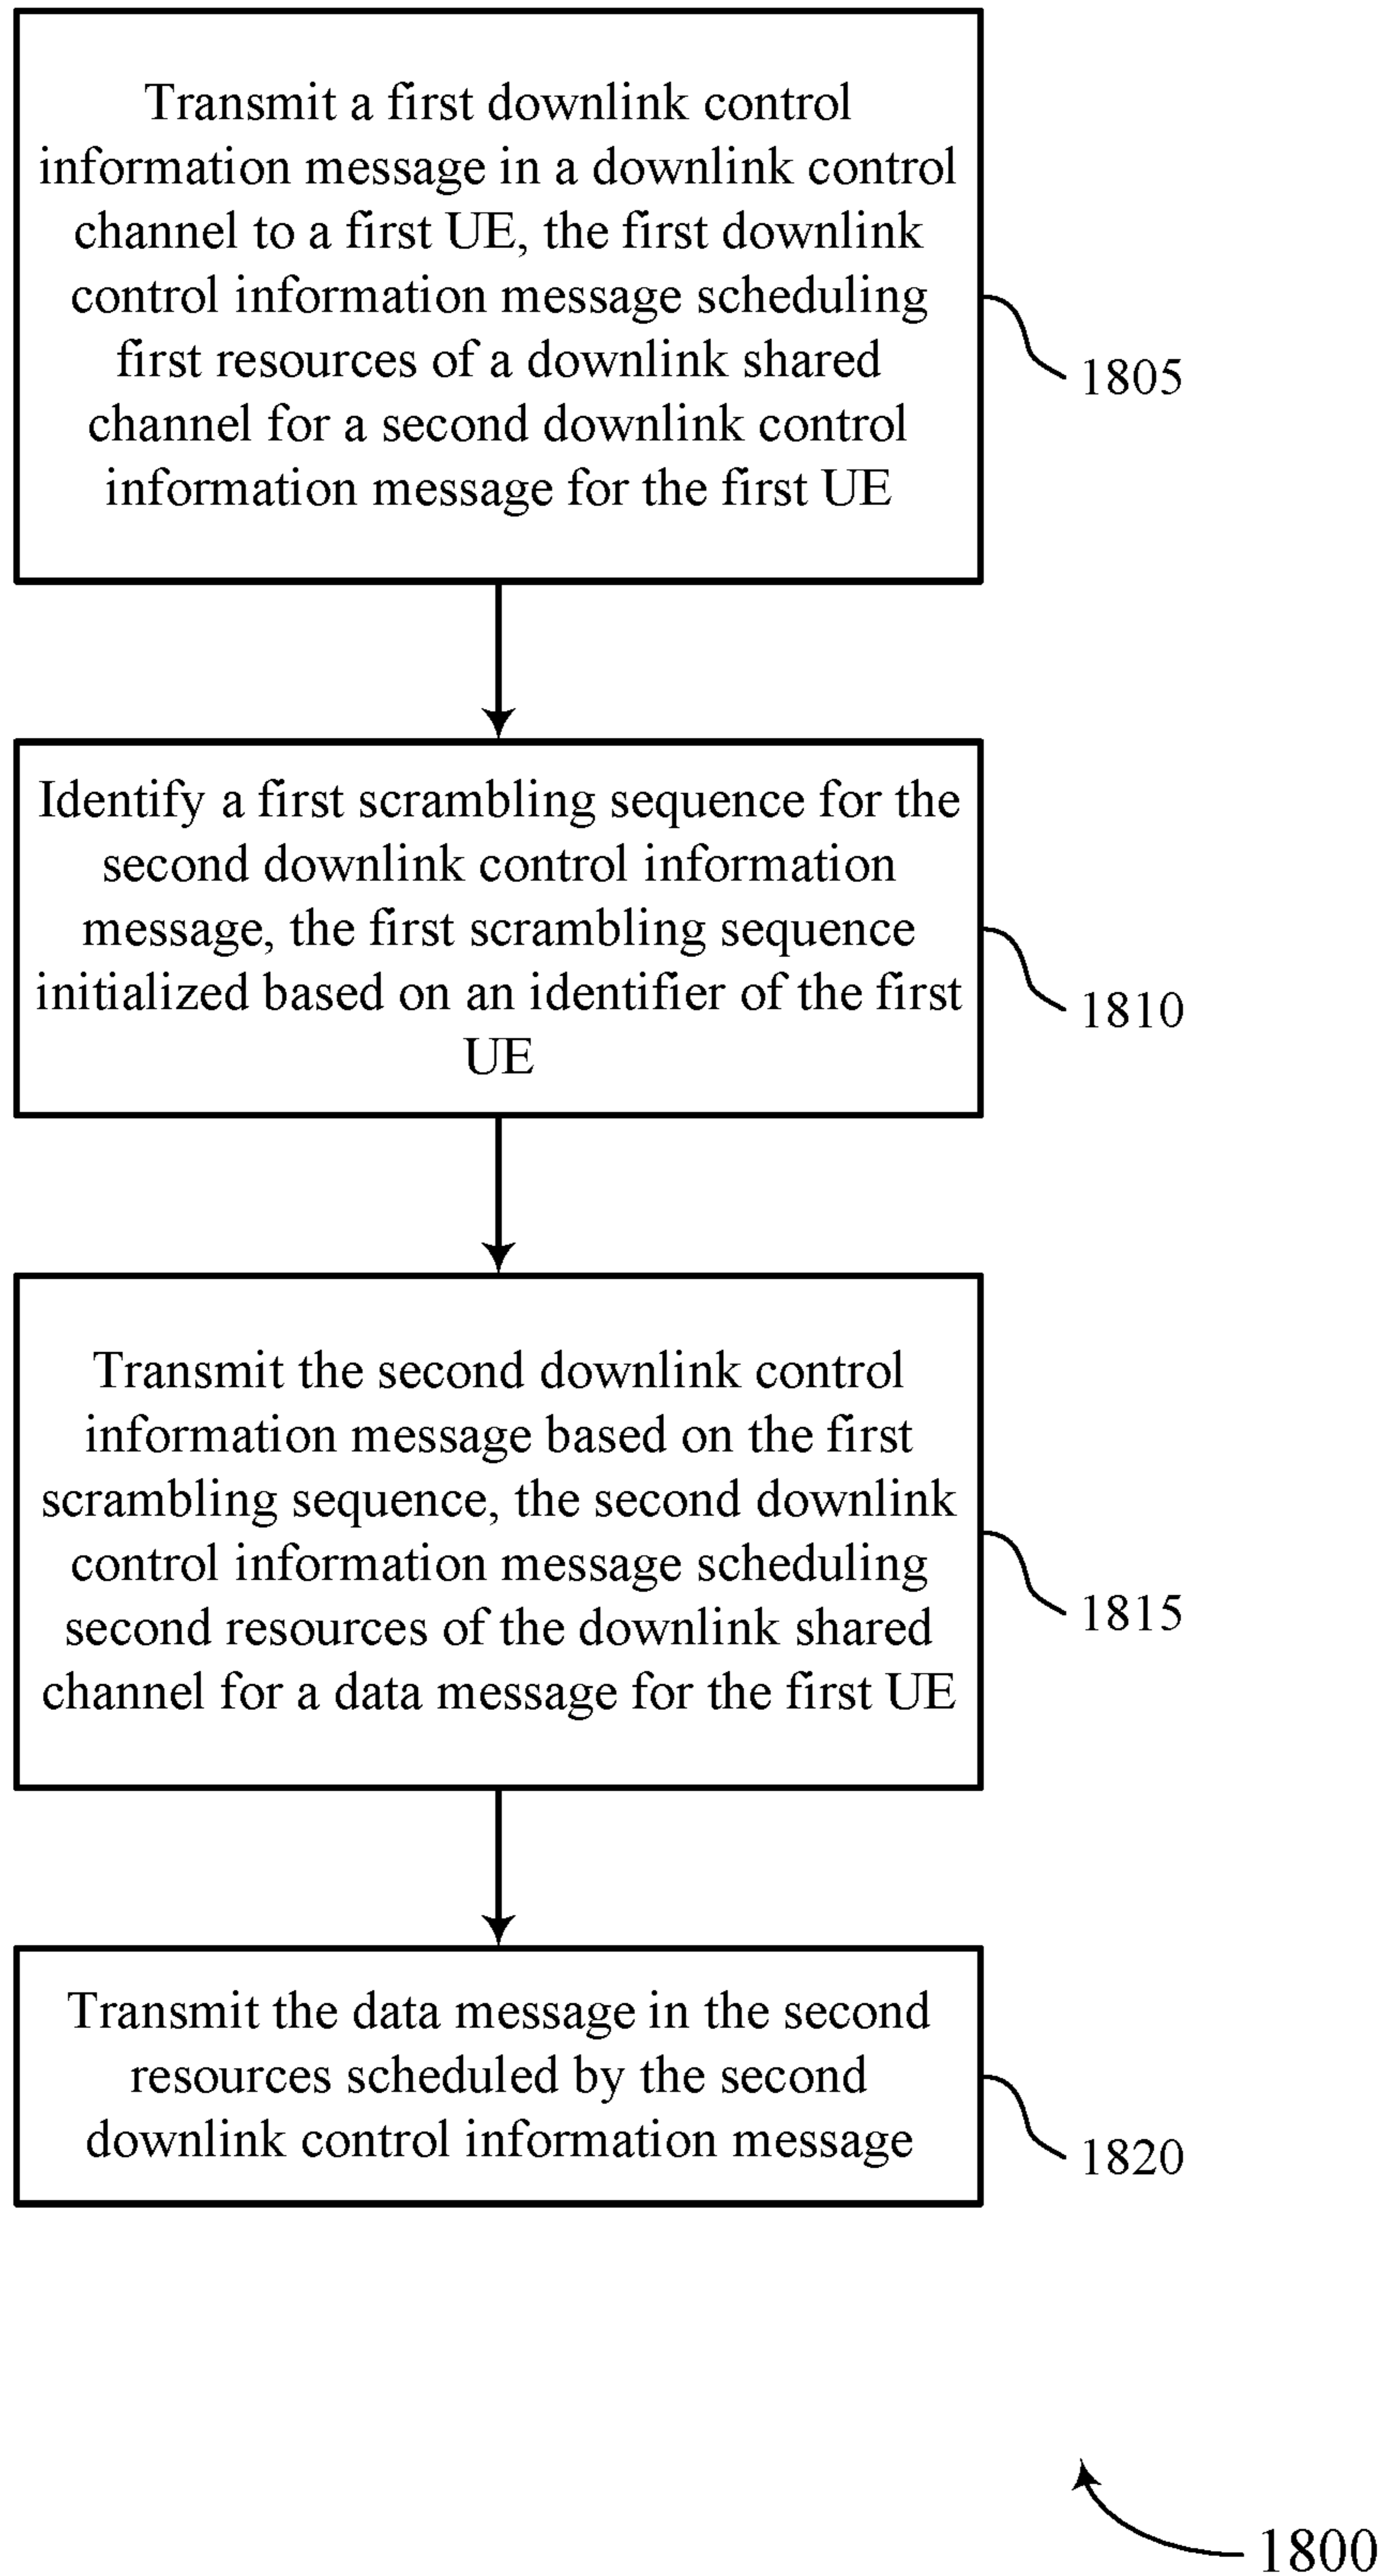 Transmit a first downlink control
information message in a downlink control
channel to a first UE, the first downlink
control information message scheduling
first resources of a downlink shared
channel for a second downlink control
information message for the first UE
1805
Identify a first scrambling sequence for the
second downlink control information
message, the first scrambling sequence
initialized based on an identifier of the first
UE
1810
Transmit the second downlink control
information message based on the first
scrambling sequence, the second downlink
control information message scheduling
second resources of the downlink shared
channel for a data message for the first UE
1815
Transmit the data message in the second
resources scheduled by the second
downlink control information message
1820
1800